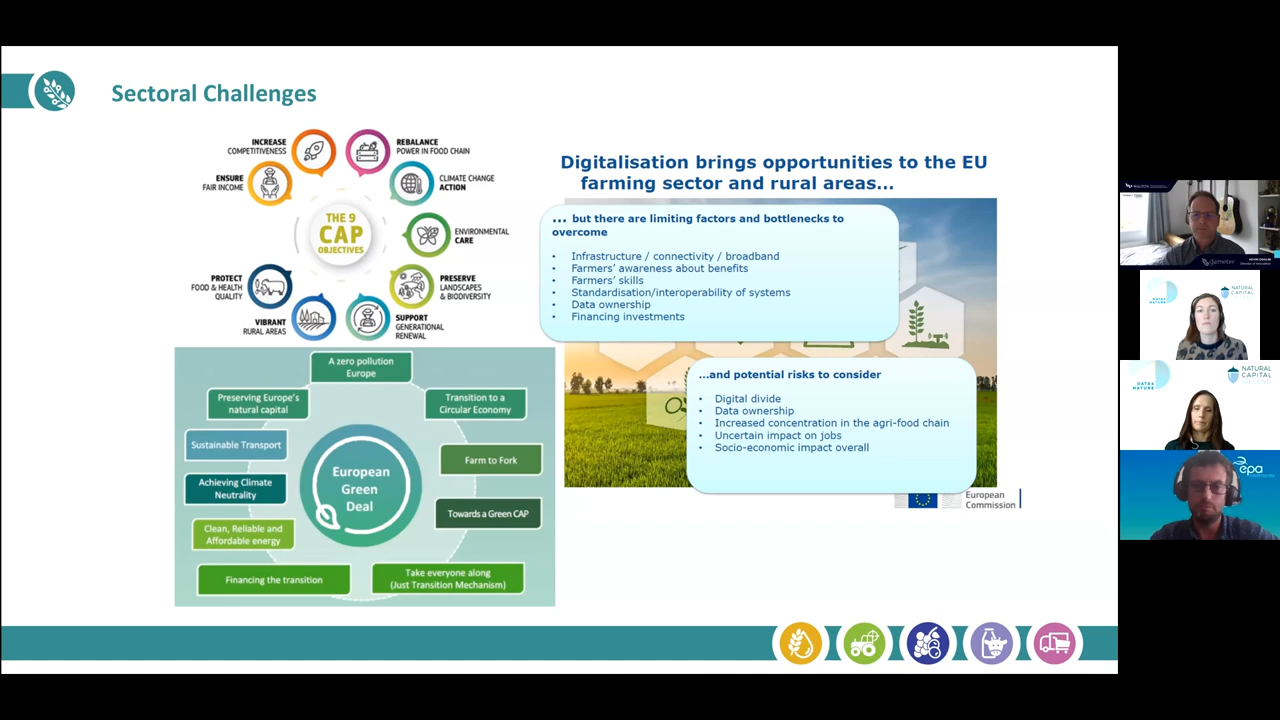 Sectoral Challenges
INCREASE
COMPETITIVENESS
REBALANCE
POWER IN FOOD CHAIN
ENSURE
FAIR INCOME
CLIMATE CHANGE
ACTION
THE 9
CAP
OBJECTIVES
ENVIRONMENTAL
CARE
PROTECT
FOOD & HEALTH
QUALITY
PRESERVE
LANDSCAPES
& BIODIVERSITY
VIBRANT
RURAL AREAS
SUPPORT
GENERATIONAL
RENEWAL
A zero pollution
Europe
Preserving Europe's
natural capital
Transition to a
Circular Economy
Sustainable Transport
Farm to Fork
European
Green
Deal
Achieving Climate
Neutrality
Towards a Green CAP
Clean, Reliable and
Affordable energy
Financing the transition
Take everyone along
(Just Transition Mechanism)
Digitalisation brings opportunities to the EU
farming sector and rural areas...
... but there are limiting factors and bottlenecks to
overcome
• Infrastructure / connectivity / broadband
• Farmers' awareness about benefits
• Farmers' skills
• Standardisation/interoperability of systems
• Data ownership
• Financing investments
...and potential risks to consider
• Digital divide
• Data ownership
• Increased concentration in the agri-food chain
• Uncertain impact on jobs
• Socio-economic impact overall
European
Commission
WALTON
demeter
DATA4
NATURE
NATURAL
CAPITAL
DATA4
NATURE
NATURAL
CAPITAL
epa